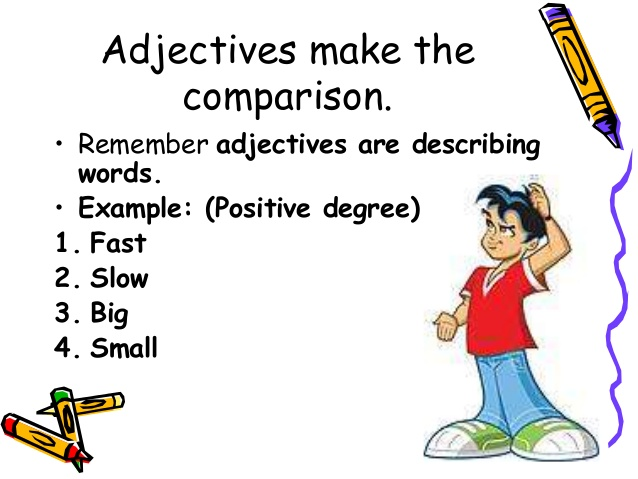 Adjectives make the
comparison.
• Remember adjectives are describing
words.
• Example: (Positive degree)
1. Fast
2. Slow
3. Big
4. Small